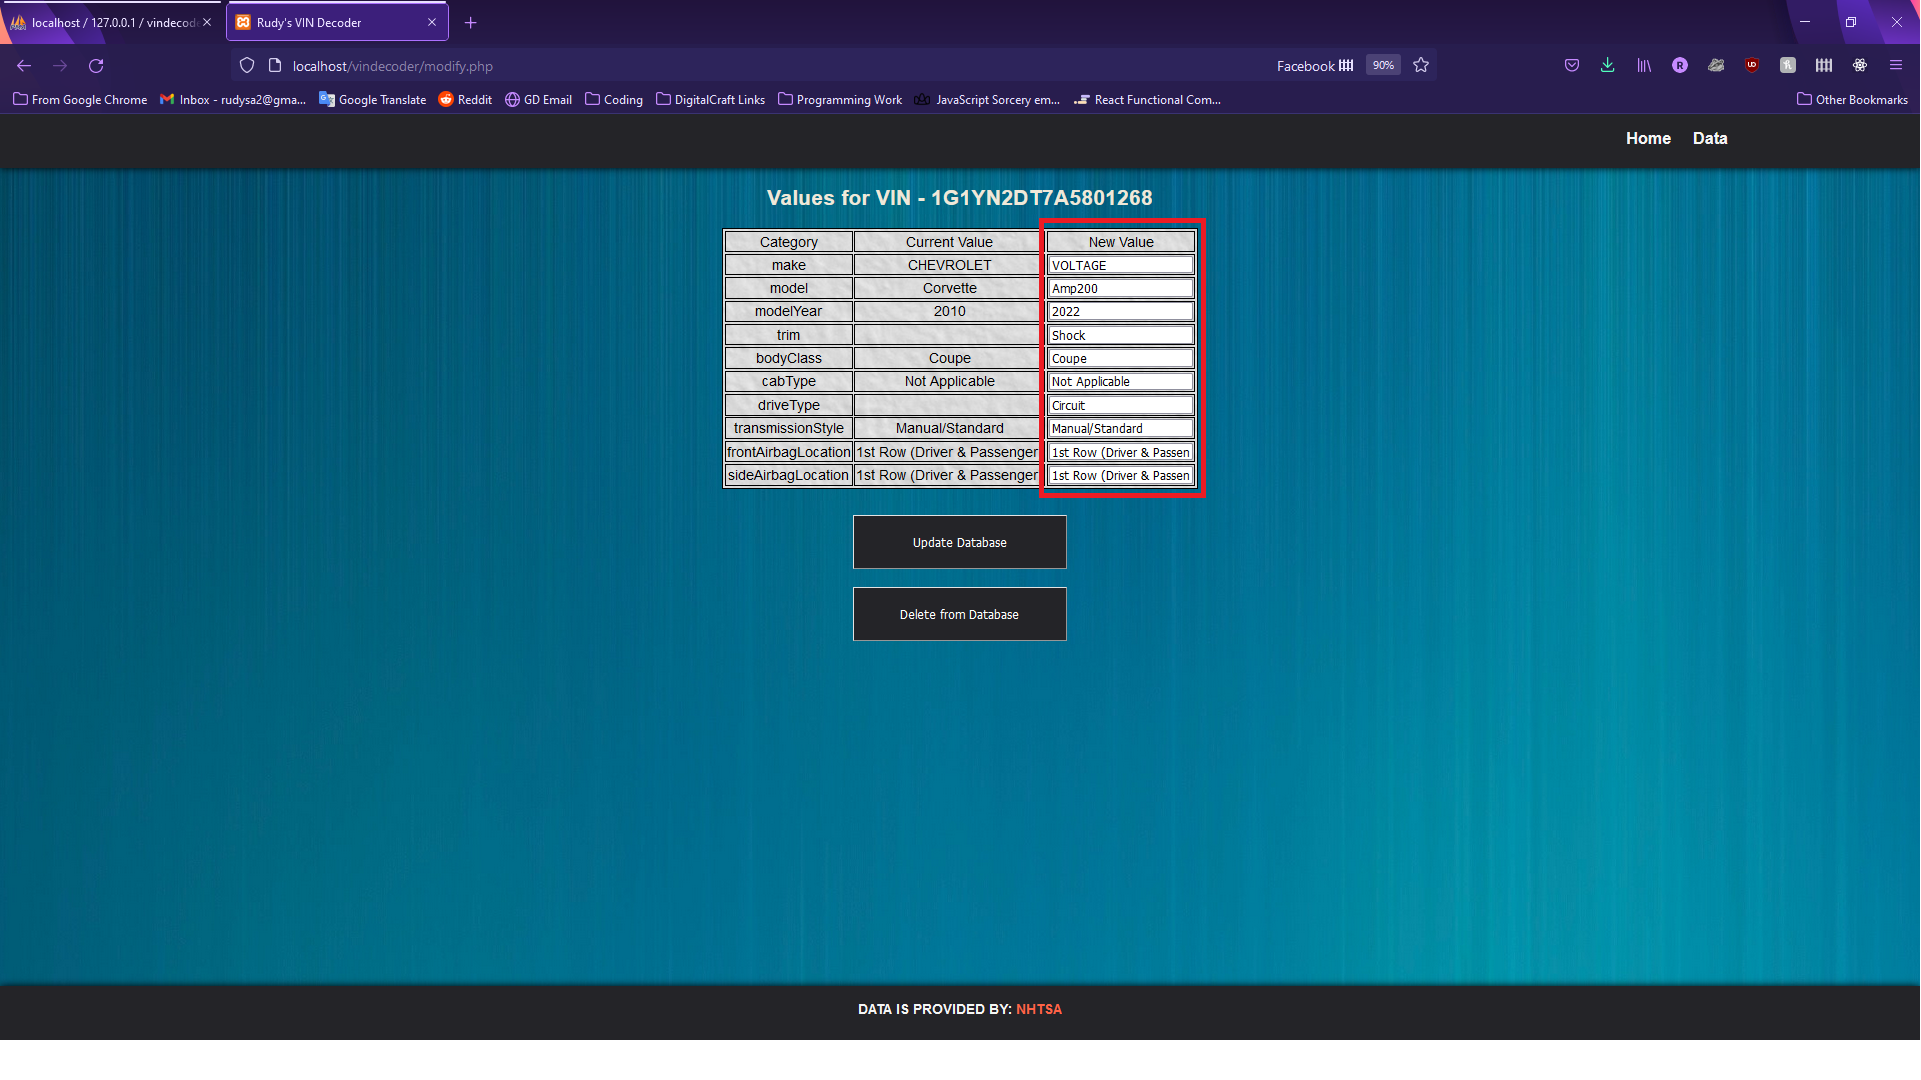 localhost / 127.0.0.1 / vindecod
Rudy's VIN Decoder
localhost/vindecoder/modify.php
Facebook
90%
From Google Chrome
Inbox - rudysa2@gma...
Google Translate
Reddit
GD Email
Coding
DigitalCraft Links
Programming Work
JavaScript Sorcery em...
React Functional Com...
Other Bookmarks
Home Data
Values for VIN - 1G1YN2DT7A5801268
Category Current Value New Value
make CHEVROLET VOLTAGE
model Corvette Amp200
modelYear 2010 2022
trim Shock
bodyClass Coupe Coupe
cabType Not Applicable Not Applicable
driveType Circuit
transmissionStyle Manual/Standard Manual/Standard
frontAirbagLocation 1st Row (Driver & Passenger 1st Row (Driver & Passen
sideAirbagLocation 1st Row (Driver & Passenger 1st Row (Driver & Passen
Update Database
Delete from Database
DATA IS PROVIDED BY: NHTSA